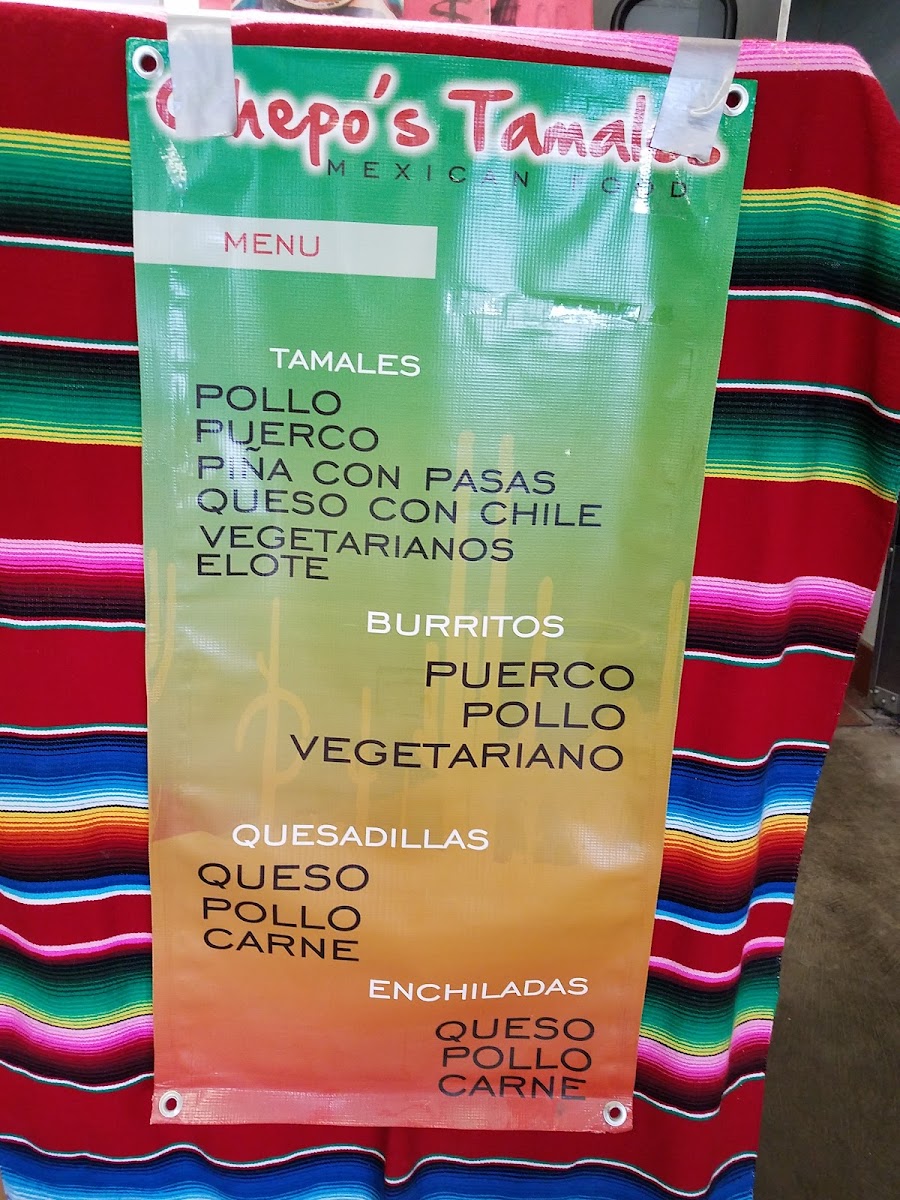 Chepó's Tamales
MEXICAN FOOD
MENU
TAMALES
POLLO
PUERCO
PIÑA CON PASAS
QUESO CON CHILE
VEGETARIANOS
ELOTE
BURRITOS
PUERCO
POLLO
VEGETARIANO
QUESADILLAS
QUESO
POLLO
CARNE
ENCHILADAS
QUESO
POLLO
CARNE